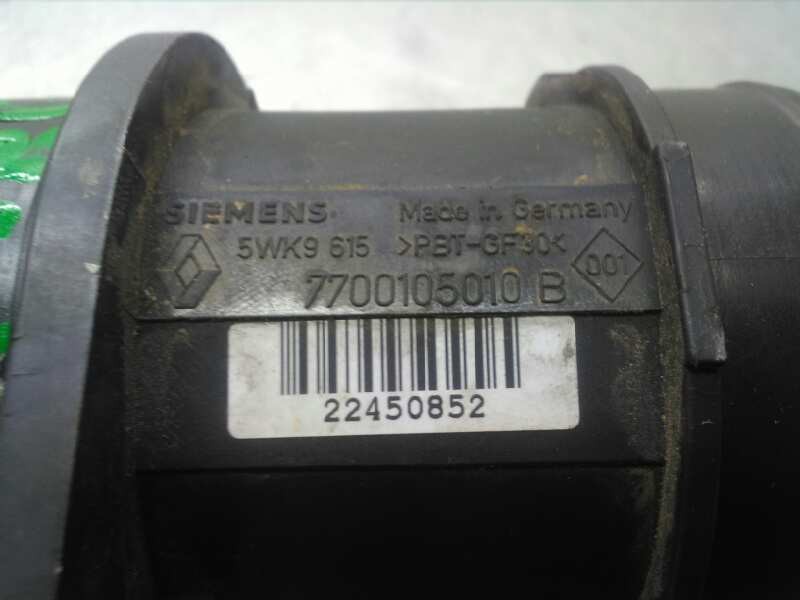 SIEMENS Made in Germany
5WK9 615 >PBT-GF30<
001
7700105010 B
22450852